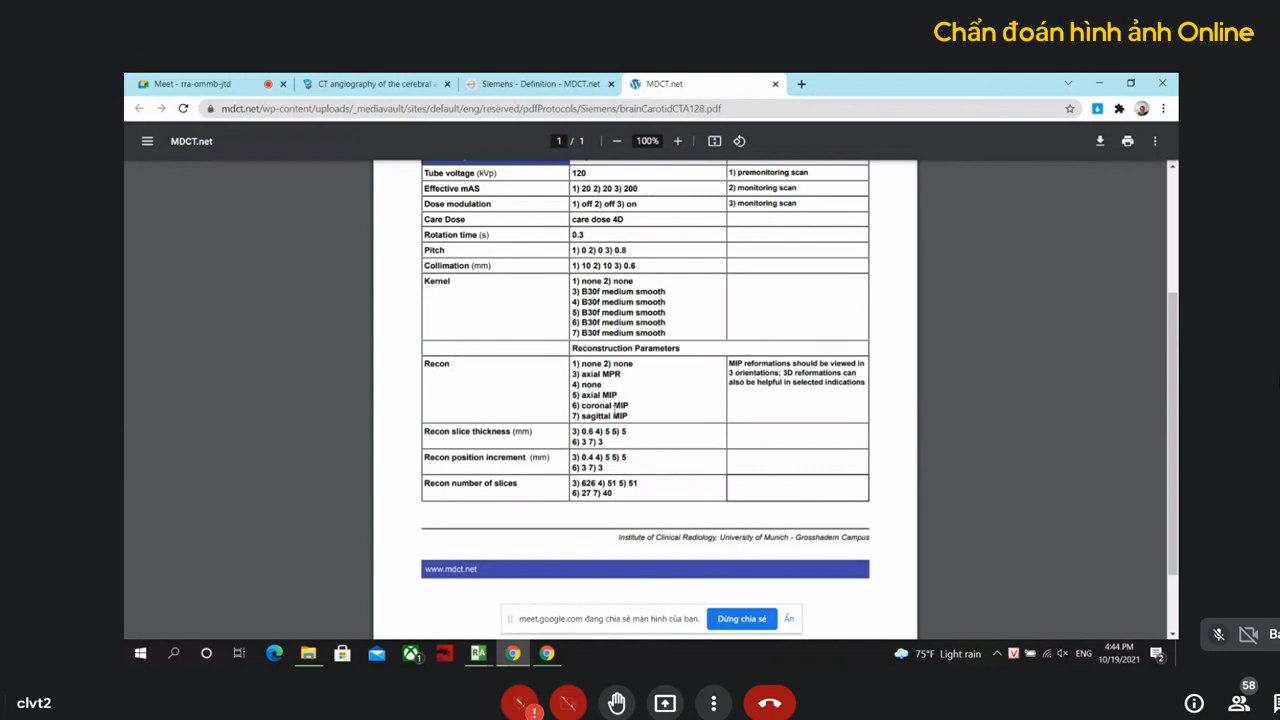 Chẩn đoán hình ảnh Online
Meet - rra-ommb-jtd
CT angiography of the cerebral a
Siemens - Definition - MDCT.net
MDCT.net
mdct.net/wp-content/uploads/_mediavault/sites/default/eng/reserved/pdfProtocols/Siemens/brainCarotidCTA128.pdf
MDCT.net
1 / 1
100%
Tube voltage (kVp)
120
1) premonitoring scan
Effective mAS
1) 20 2) 20 3) 200
2) monitoring scan
Dose modulation
1) off 2) off 3) on
3) monitoring scan
Care Dose
care dose 4D
Rotation time (s)
0.3
Pitch
1) 0 2) 0 3) 0.8
Collimation (mm)
1) 10 2) 10 3) 0.6
Kernel
1) none 2) none
3) B30f medium smooth
4) B30f medium smooth
5) B30f medium smooth
6) B30f medium smooth
7) B30f medium smooth
Reconstruction Parameters
Recon
1) none 2) none
3) axial MPR
4) none
5) axial MIP
6) coronal MIP
7) sagittal MIP
MIP reformations should be viewed in
3 orientations; 3D reformations can
also be helpful in selected indications
Recon slice thickness (mm)
3) 0.6 4) 5 5) 5
6) 3 7) 3
Recon position increment (mm)
3) 0.4 4) 5 5) 5
6) 3 7) 3
Recon number of slices
3) 626 4) 51 5) 51
6) 27 7) 40
Institute of Clinical Radiology, University of Munich - Grosshadern Campus
www.mdct.net
meet.google.com đang chia sẻ màn hình của bạn.
Dừng chia sẻ
Ẩn
RA
75°F Light rain
V
ENG
4:44 PM
10/19/2021
2
Ba
clvt2
58